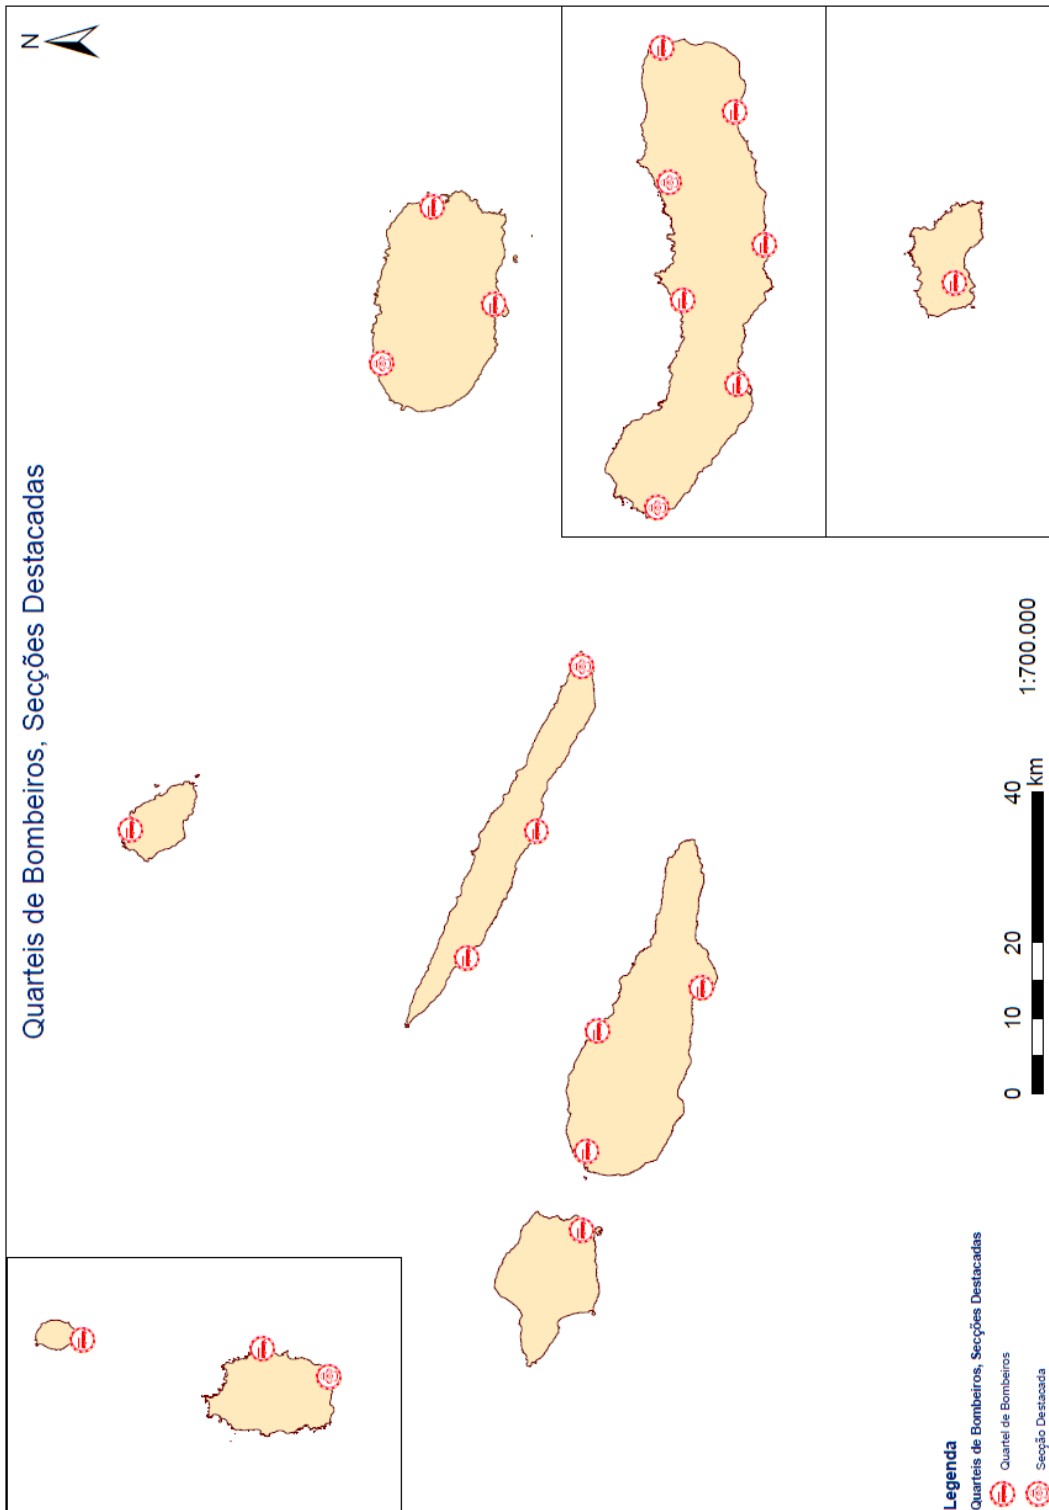 Quarteis de Bombeiros, Secções Destacadas
N
Legenda
Quarteis de Bombeiros, Secções Destacadas
Quartel de Bombeiros
Secção Destacada
0 10 20 40
km
1:700.000